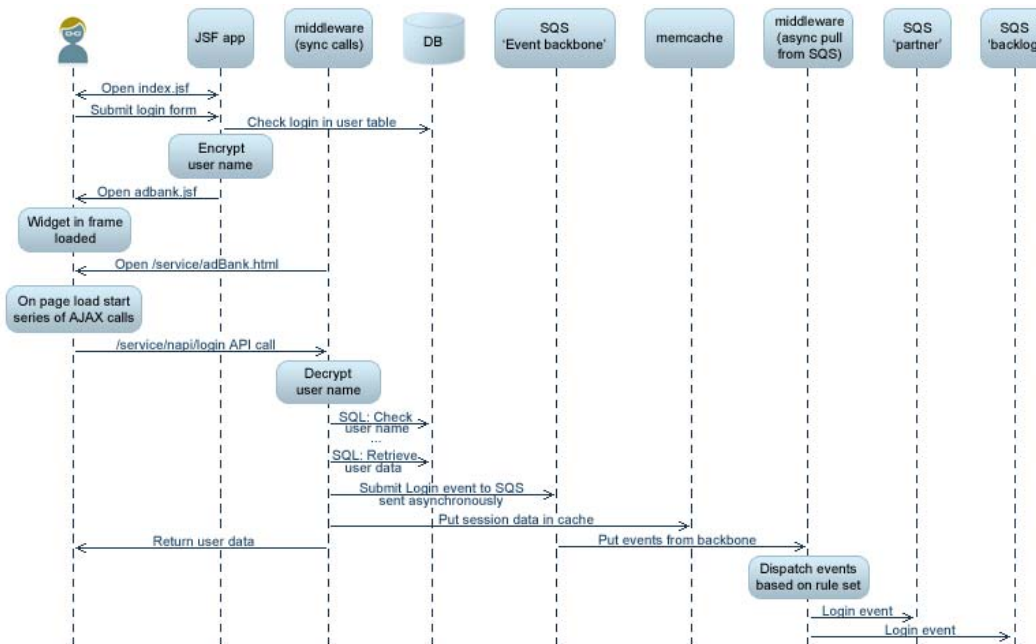 JSF app
middleware
(sync calls)
DB
SQS
‘Event backbone’
memcache
middleware
(async pull
from SQS)
SQS
‘partner’
SQS
‘backlog
Open index.jsf
Submit login form
Check login in user table
Encrypt
user name
Open adbank.jsf
Widget in frame
loaded
Open /service/adBank.html
On page load start
series of AJAX calls
/service/napi/login API call
Decrypt
user name
SQL: Check
user name
...
SQL: Retrieve
user data
Submit Login event to SQS
sent asynchronously
Put session data in cache
Return user data
Put events from backbone
Dispatch events
based on rule set
Login event
Login event